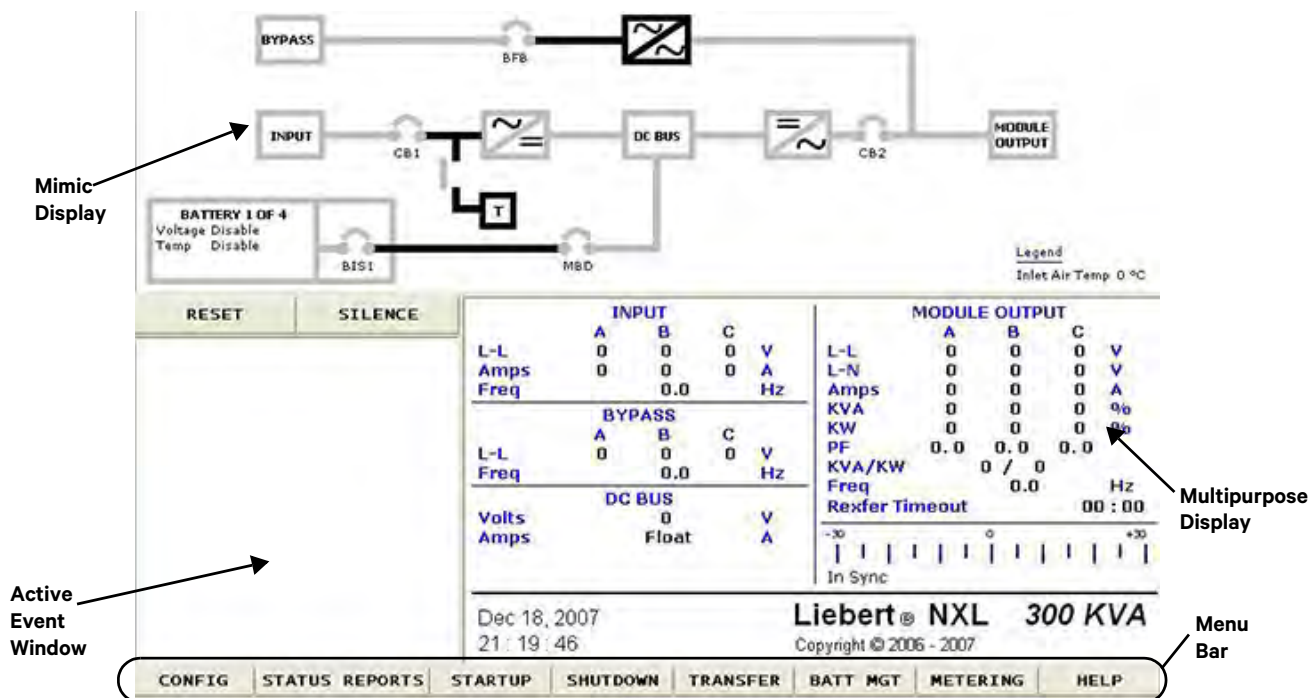 BYPASS
BFB
INPUT
CB1
DC BUS
CB2
MODULE
OUTPUT
Mimic
Display
T
BATTERY 1 OF 4
Voltage Disable
Temp Disable
BIS1
MBD
Legend
Inlet Air Temp 0 ºC
RESET SILENCE
INPUT
A B C
L-L 0 0 0 V
Amps 0 0 0 A
Freq 0.0 Hz
BYPASS
A B C
L-L 0 0 0 V
Freq 0.0 Hz
DC BUS
Volts 0 V
Amps Float A
MODULE OUTPUT
A B C
L-L 0 0 0 V
L-N 0 0 0 V
Amps 0 0 0 A
KVA 0 0 0 %
KW 0 0 0 %
PF 0.0 0.0 0.0
KVA/KW 0 / 0
Freq 0.0 Hz
Rexfer Timeout 00:00
-30 0 +30
In Sync
Multipurpose
Display
Active
Event
Window
Dec 18, 2007
21 : 19 : 46
Liebert ® NXL 300 KVA
Copyright © 2006 - 2007
Menu
Bar
CONFIG STATUS REPORTS STARTUP SHUTDOWN TRANSFER BATT MGT METERING HELP